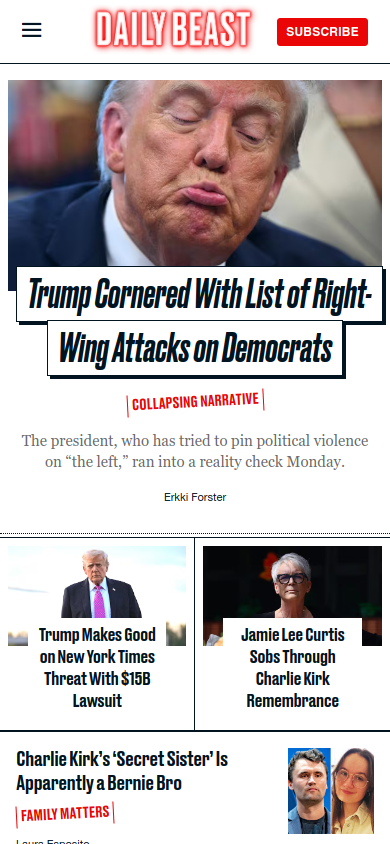 DAILY BEAST
SUBSCRIBE
Trump Cornered With List of Right-
Wing Attacks on Democrats
COLLAPSING NARRATIVE
The president, who has tried to pin political violence
on “the left,” ran into a reality check Monday.
Erkki Forster
Trump Makes Good
on New York Times
Threat With $15B
Lawsuit
Jamie Lee Curtis
Sobs Through
Charlie Kirk
Remembrance
Charlie Kirk’s ‘Secret Sister’ Is
Apparently a Bernie Bro
FAMILY MATTERS
Laura Esposito